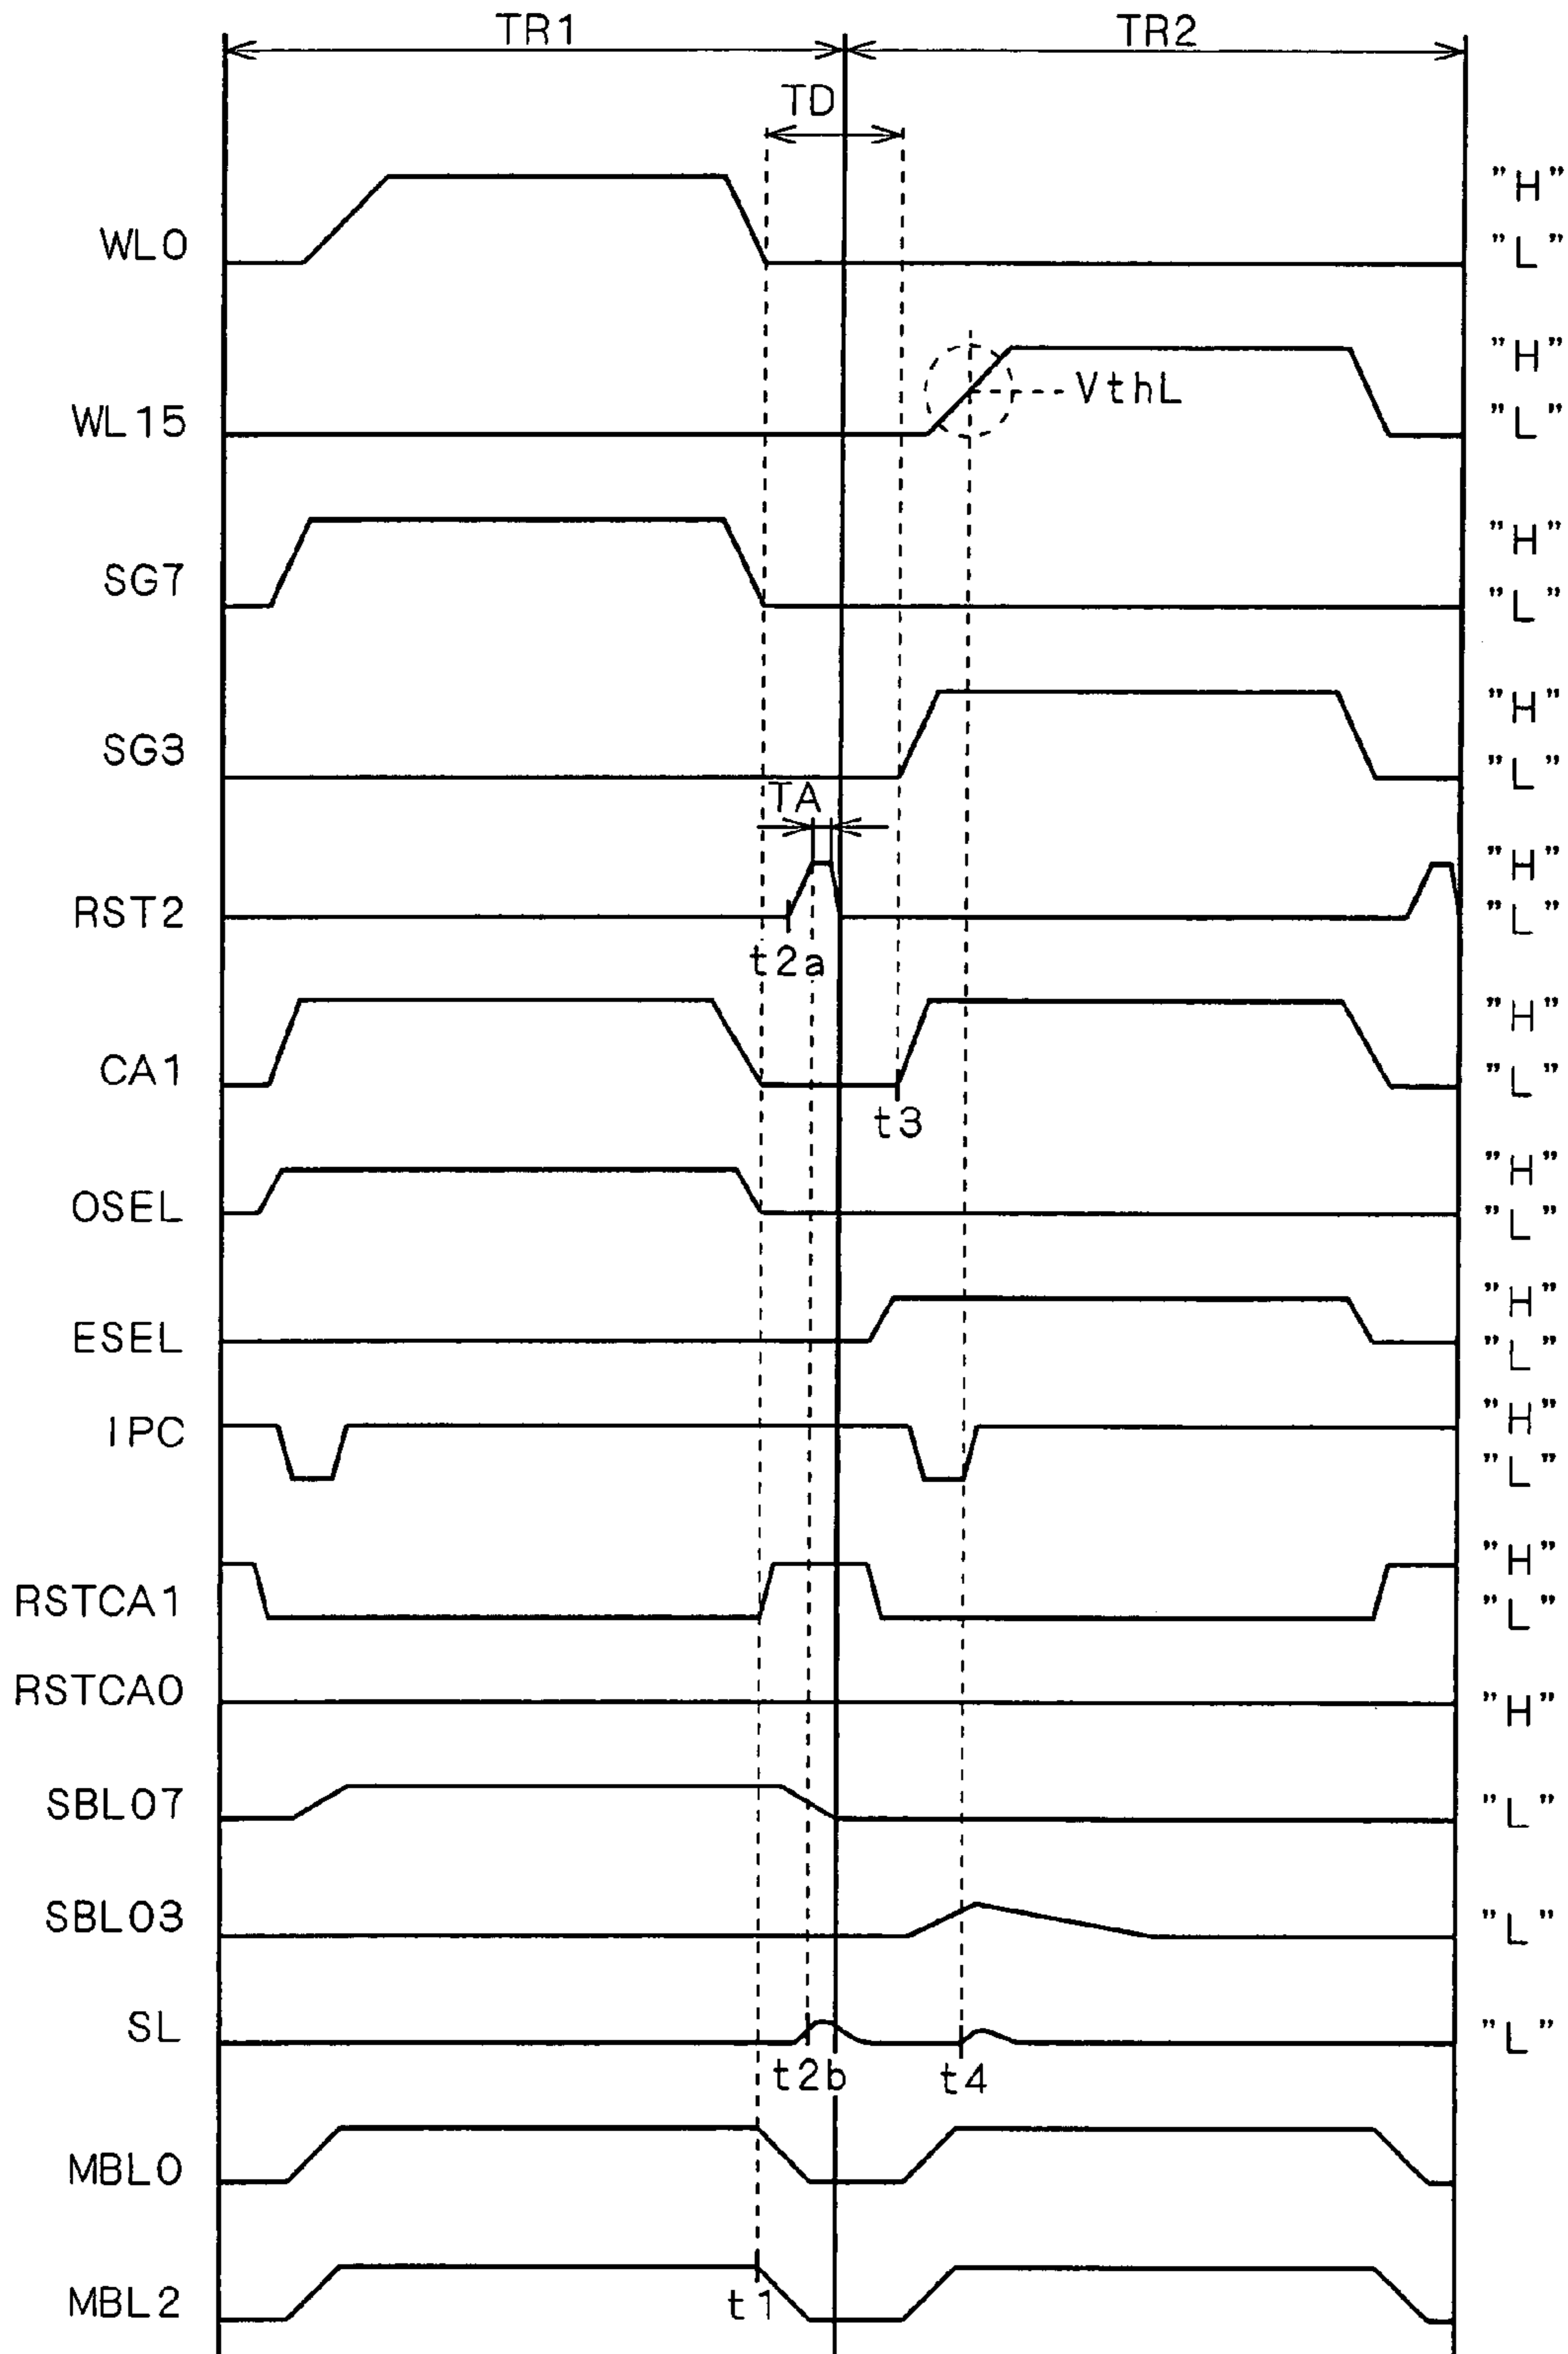 TR1 TR2
TD
"H"
WL0 "L"
"H"
VthL
WL15 "L"
"H"
SG7 "L"
"H"
SG3 "L"
TA
"H"
RST2 "L"
t2a
"H"
CA1 "L"
t3
"H"
OSEL "L"
"H"
ESEL "L"
"H"
IPC "L"
"H"
RSTCA1 "L"
RSTCA0 "H"
SBL07 "L"
SBL03 "L"
SL "L"
t2b t4
MBL0
MBL2 t1